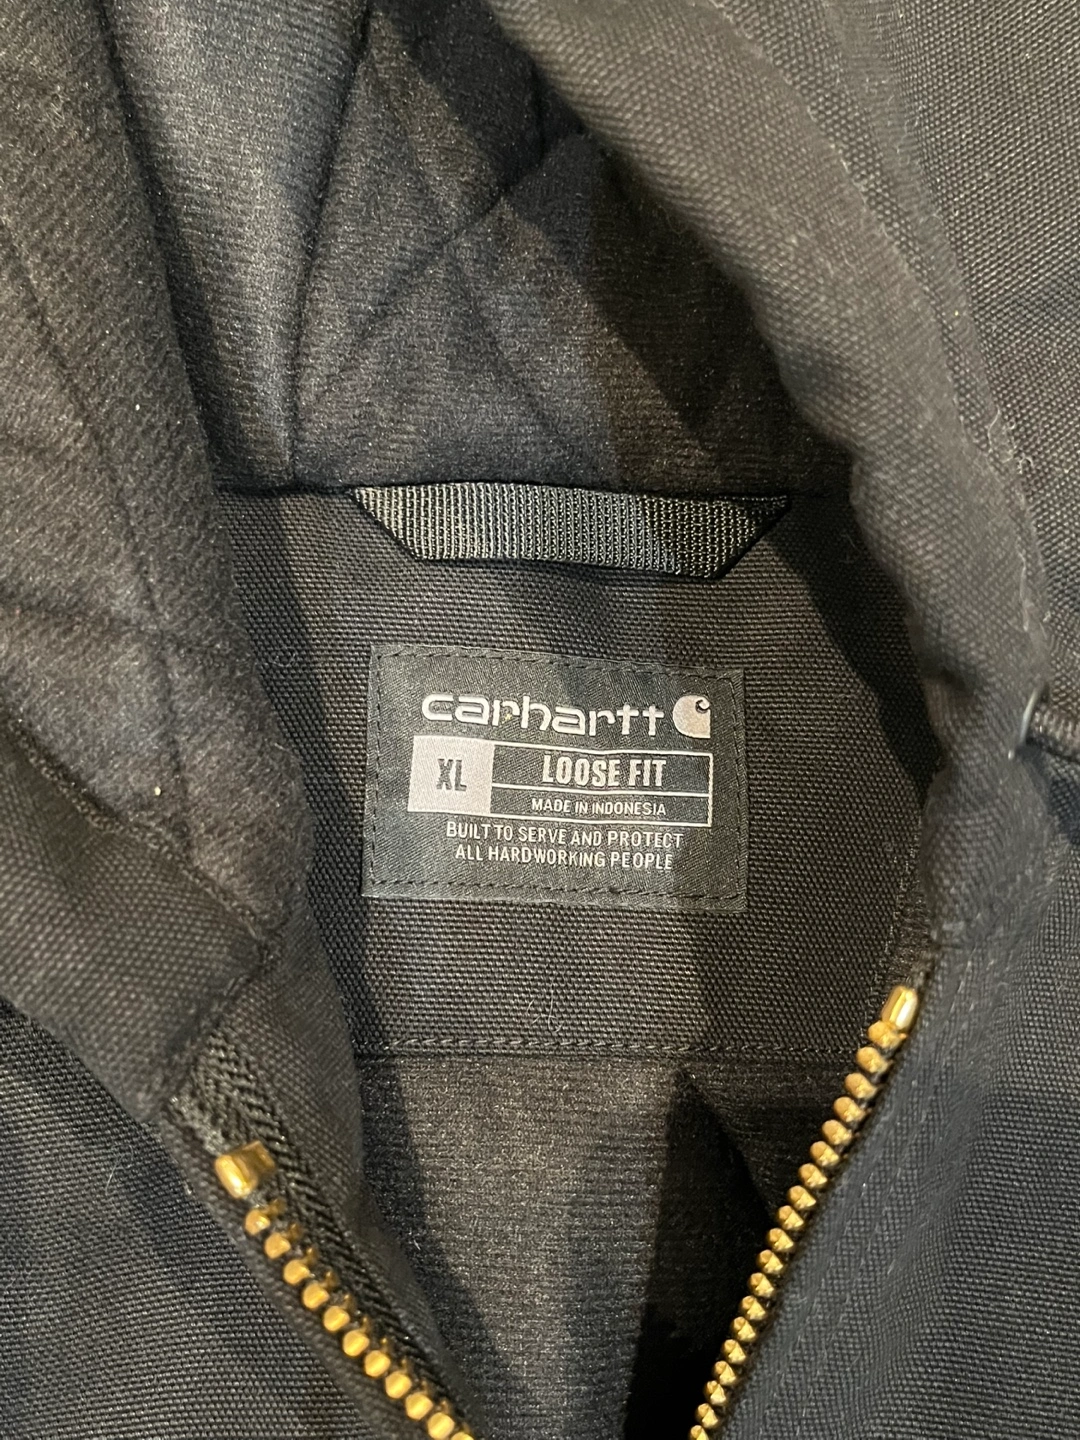 carhartt
XL
LOOSE FIT
MADE IN INDONESIA
BUILT TO SERVE AND PROTECT
ALL HARDWORKING PEOPLE